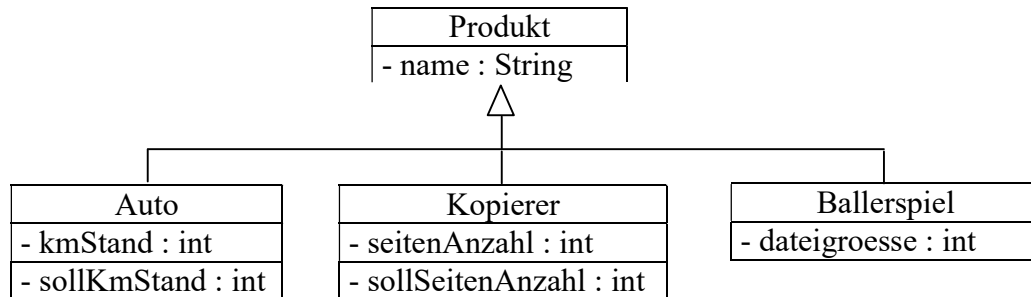 Produkt
- name : String
Auto
- kmStand : int
- sollKmStand : int
Kopierer
- seitenAnzahl : int
- sollSeitenAnzahl : int
Ballerspiel
- dateigroesse : int